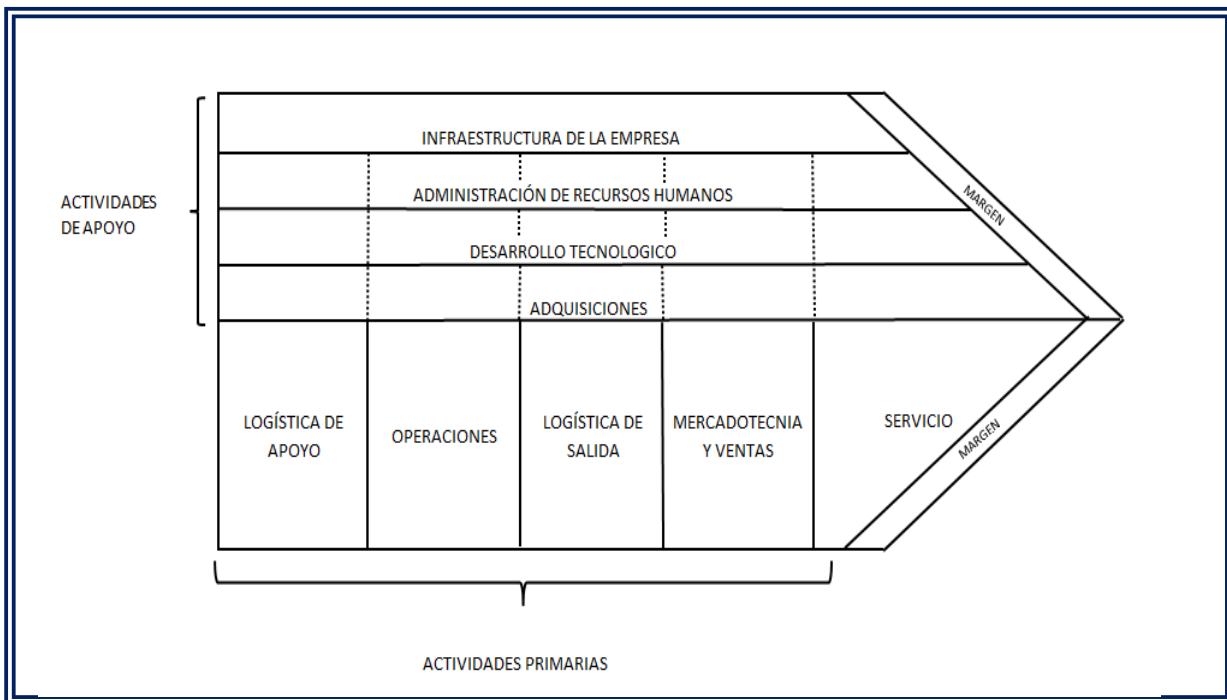 INFRAESTRUCTURA DE LA EMPRESA
ACTIVIDADES
DE APOYO
ADMINISTRACIÓN DE RECURSOS HUMANOS
MARGEN
DESARROLLO TECNOLOGICO
ADQUISICIONES
LOGÍSTICA DE
APOYO
OPERACIONES
LOGÍSTICA DE
SALIDA
MERCADOTECNIA
Y VENTAS
SERVICIO
MARGEN
ACTIVIDADES PRIMARIAS